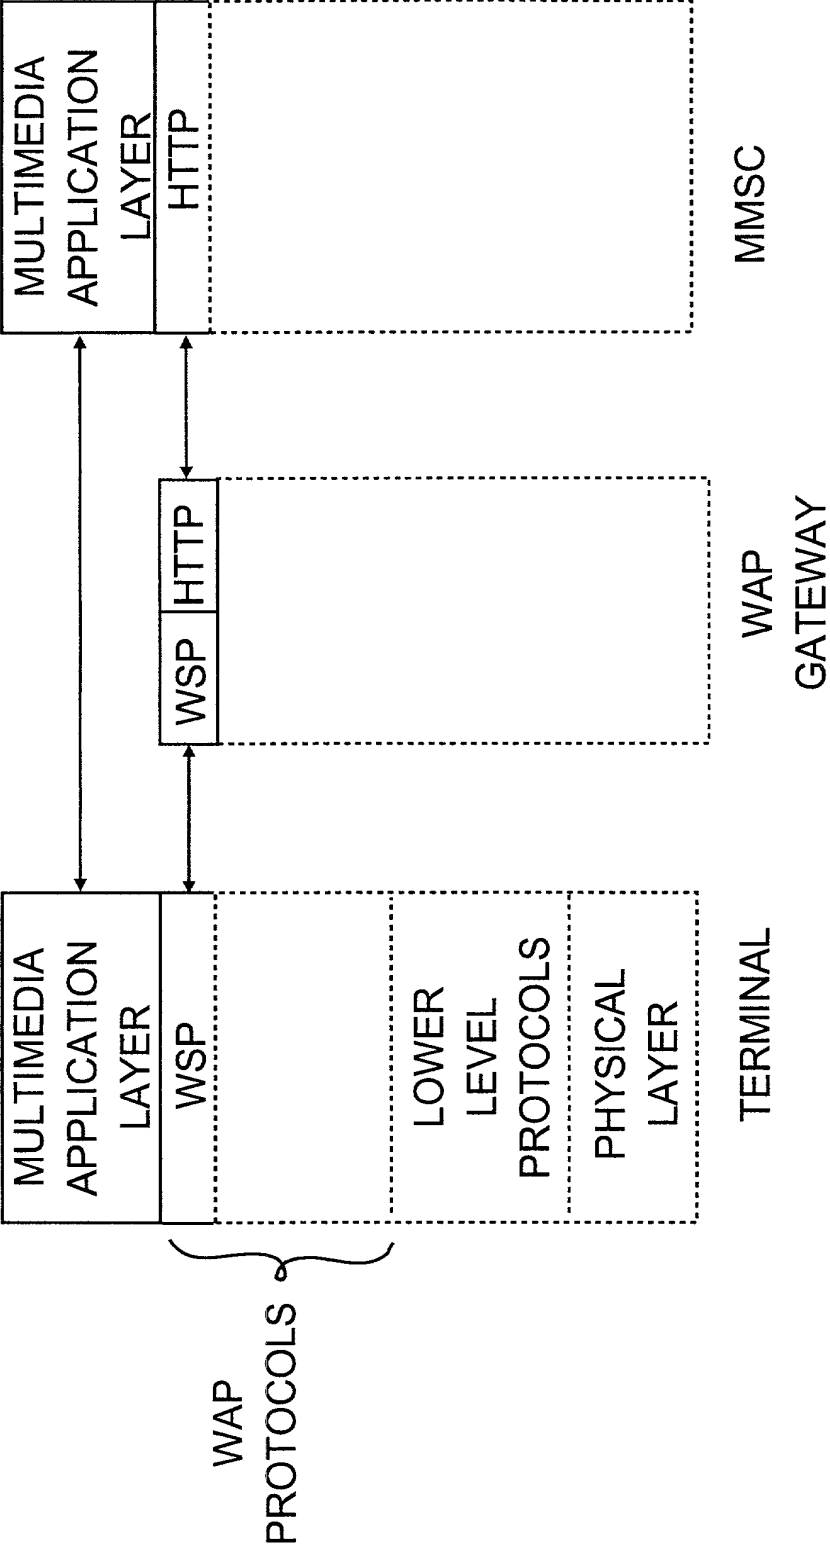 MULTIMEDIA
APPLICATION
LAYER
WSP
LOWER
LEVEL
PROTOCOLS
PHYSICAL
LAYER
TERMINAL
WAP
PROTOCOLS
WSP
HTTP
WAP
GATEWAY
MULTIMEDIA
APPLICATION
LAYER
HTTP
MMSC